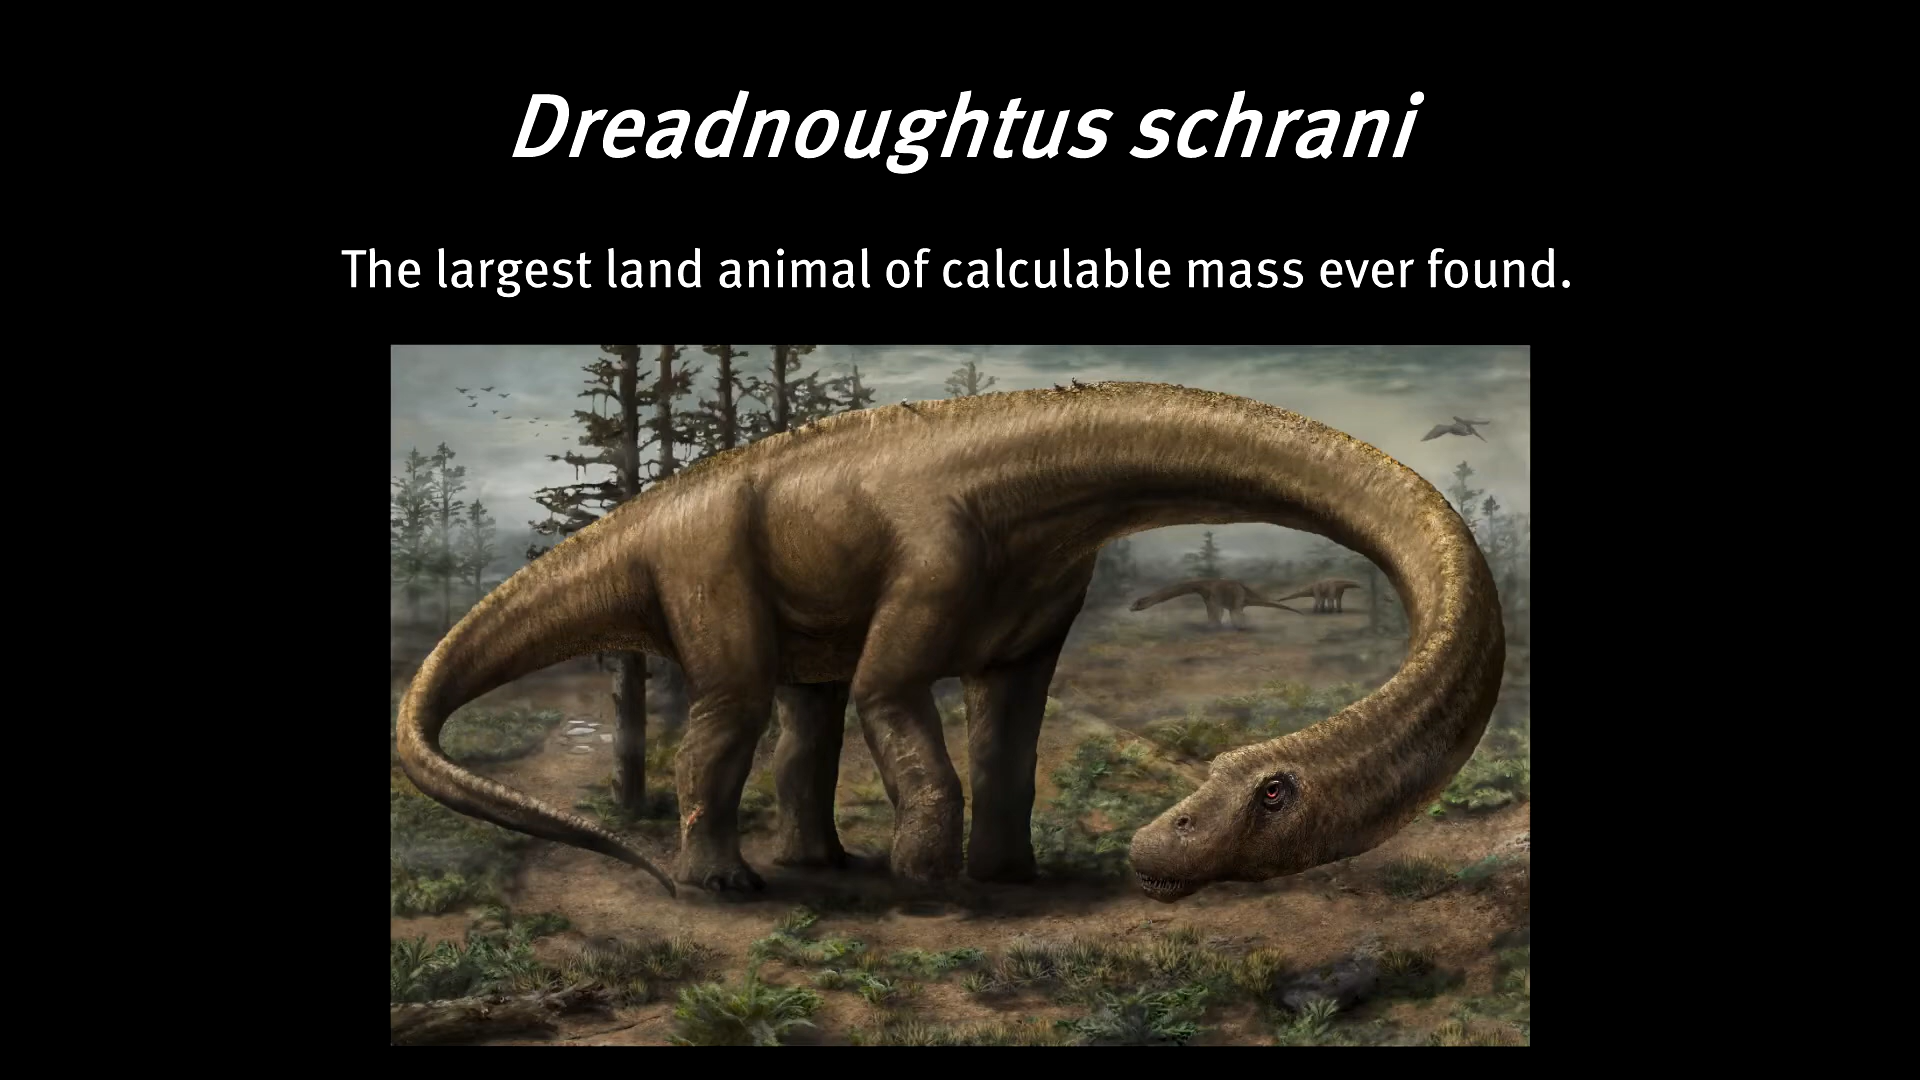 Dreadnoughtus schrani
The largest land animal of calculable mass ever found.